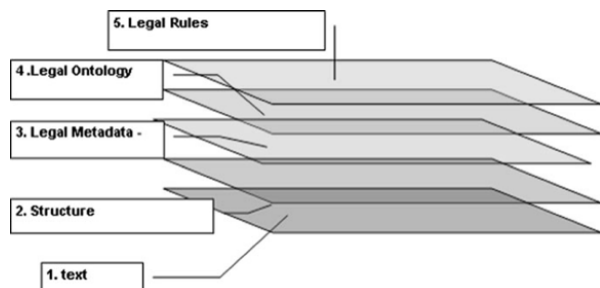 5. Legal Rules
4 .Legal Ontology
3. Legal Metadata -
2. Structure
1. text